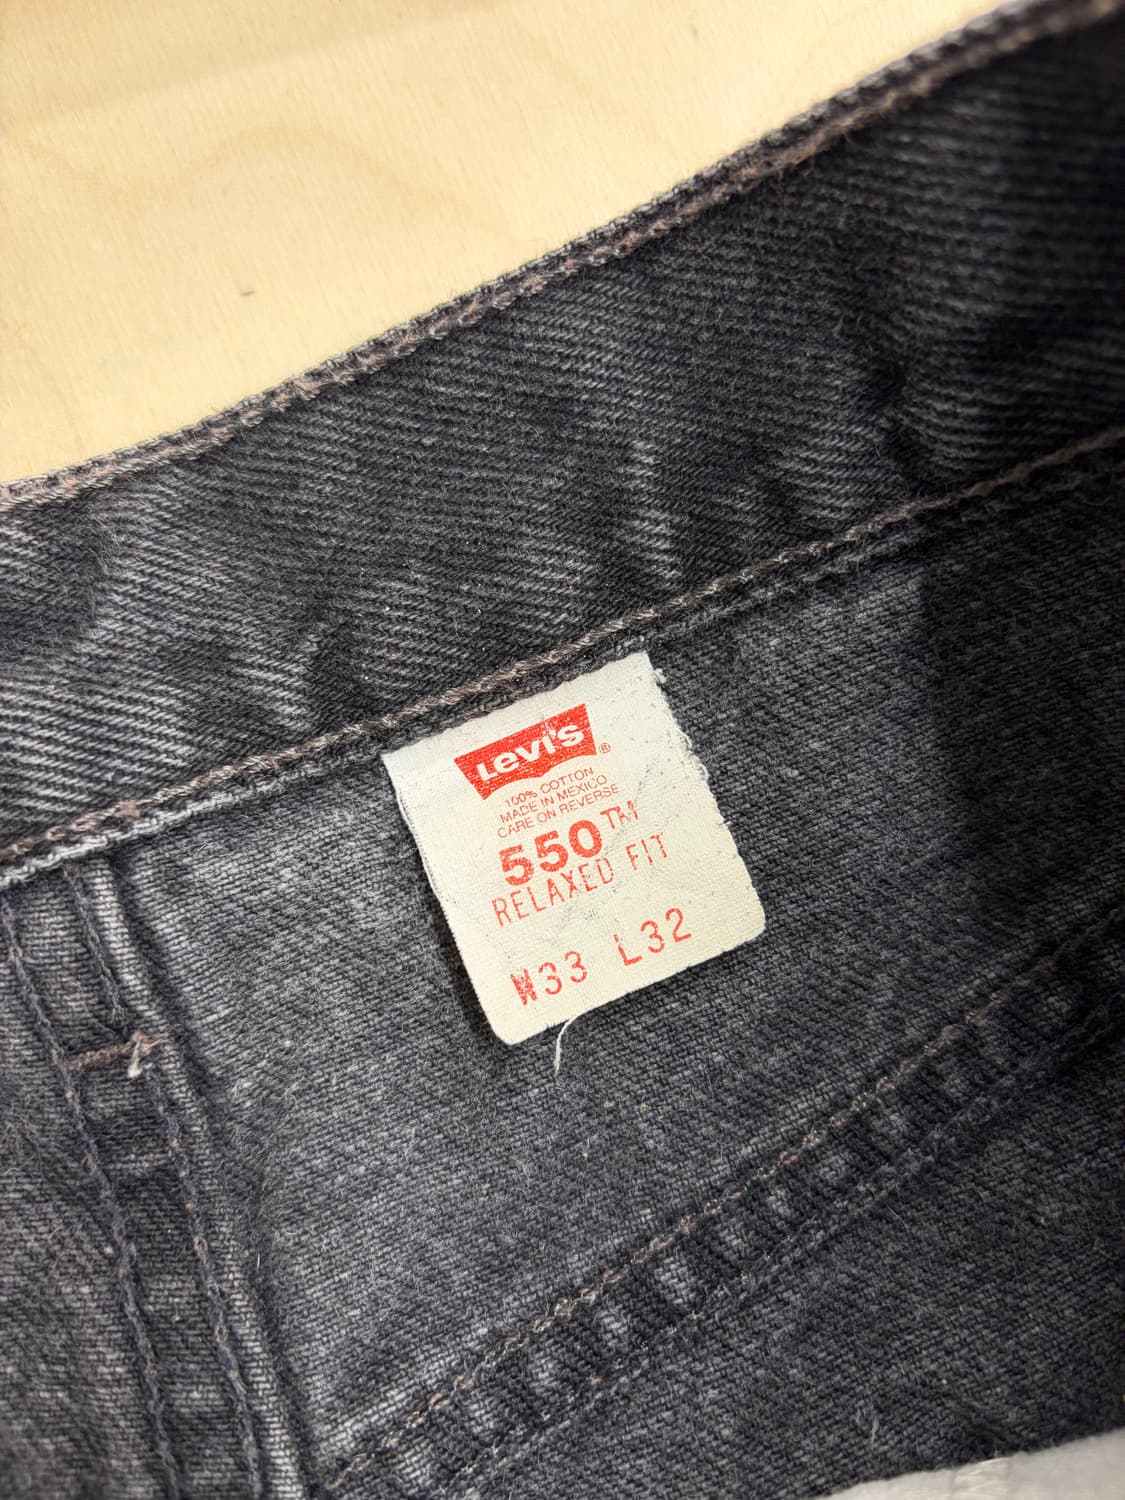 Levi's ®
100% COTTON
MADE IN MEXICO
CARE ON REVERSE
550™
RELAXED FIT
W33 L32